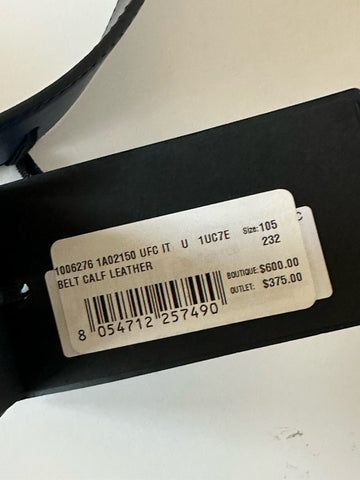 1006276 1A02150 UFC IT U 1UC7E Size: 105
BELT CALF LEATHER 232
BOUTIQUE: $600.00
OUTLET: $375.00
8 054712 257490
C